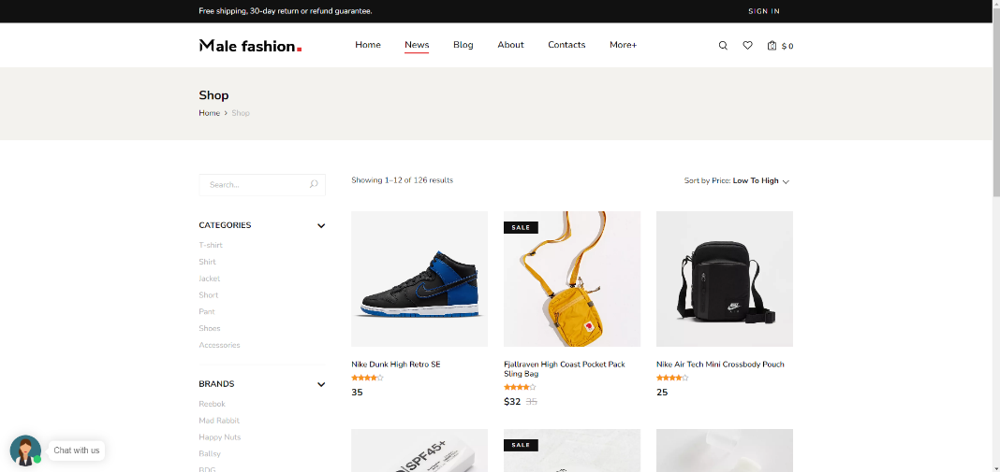 Free shipping, 30-day return or refund guarantee.
SIGN IN
Male fashion.
Home
News
Blog
About
Contacts
More+
$ 0
Shop
Home > Shop
Search...
Showing 1–12 of 126 results
Sort by Price: Low To High
CATEGORIES
T-shirt
Shirt
Jacket
Short
Pant
Shoes
Accessories
BRANDS
Reebok
Mad Rabbit
Happy Nuts
Ballsy
BDG
Nike Dunk High Retro SE
35
SALE
Fjallraven High Coast Pocket Pack
Sling Bag
$32 35
Nike Air Tech Mini Crossbody Pouch
25
SPF45+
SALE
Chat with us